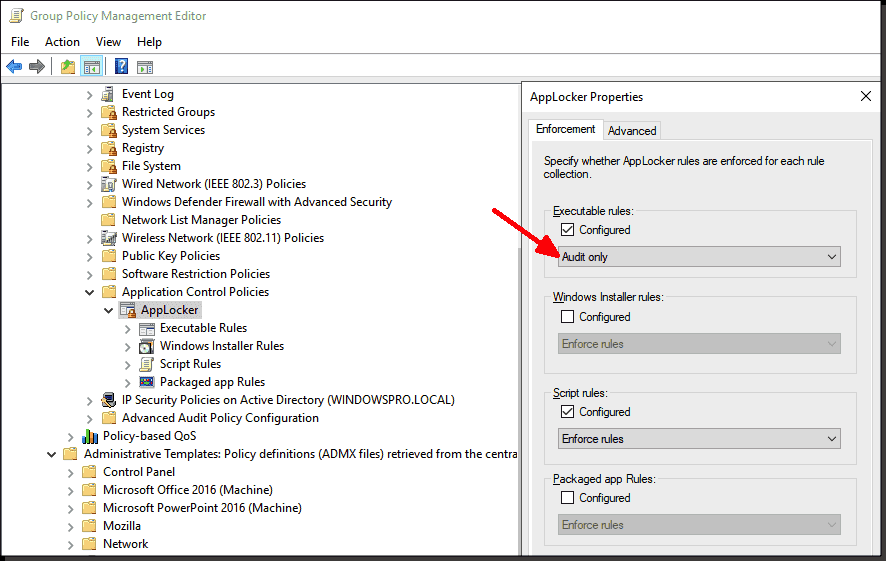 Group Policy Management Editor
File Action View Help
Event Log
Restricted Groups
System Services
Registry
File System
Wired Network (IEEE 802.3) Policies
Windows Defender Firewall with Advanced Security
Network List Manager Policies
Wireless Network (IEEE 802.11) Policies
Public Key Policies
Software Restriction Policies
Application Control Policies
AppLocker
Executable Rules
Windows Installer Rules
Script Rules
Packaged app Rules
IP Security Policies on Active Directory (WINDOWSPRO.LOCAL)
Advanced Audit Policy Configuration
Policy-based QoS
Administrative Templates: Policy definitions (ADMX files) retrieved from the centra
Control Panel
Microsoft Office 2016 (Machine)
Microsoft PowerPoint 2016 (Machine)
Mozilla
Network
AppLocker Properties
Enforcement Advanced
Specify whether AppLocker rules are enforced for each rule
collection.
Executable rules:
Configured
Audit only
Windows Installer rules:
Configured
Enforce rules
Script rules:
Configured
Enforce rules
Packaged app Rules:
Configured
Enforce rules